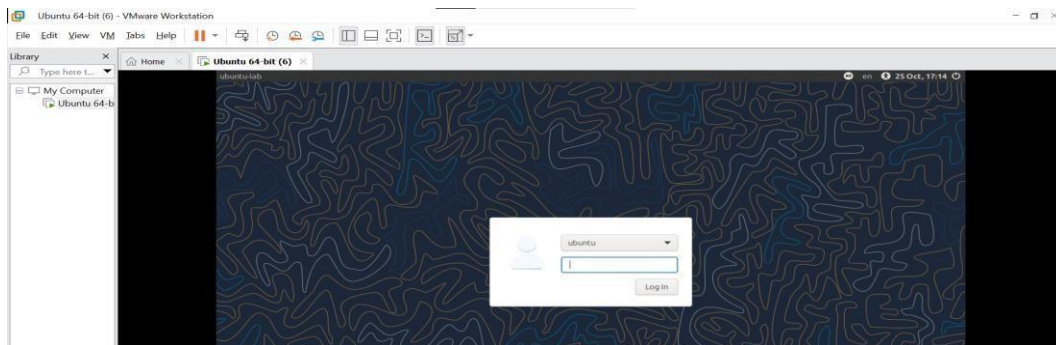 Ubuntu 64-bit (6) - VMware Workstation
File Edit View VM Tabs Help
Library
Type here t...
My Computer
Ubuntu 64-b
Home
Ubuntu 64-bit (6)
ubuntu-lab
en 25 Oct, 17:14
ubuntu
Log In